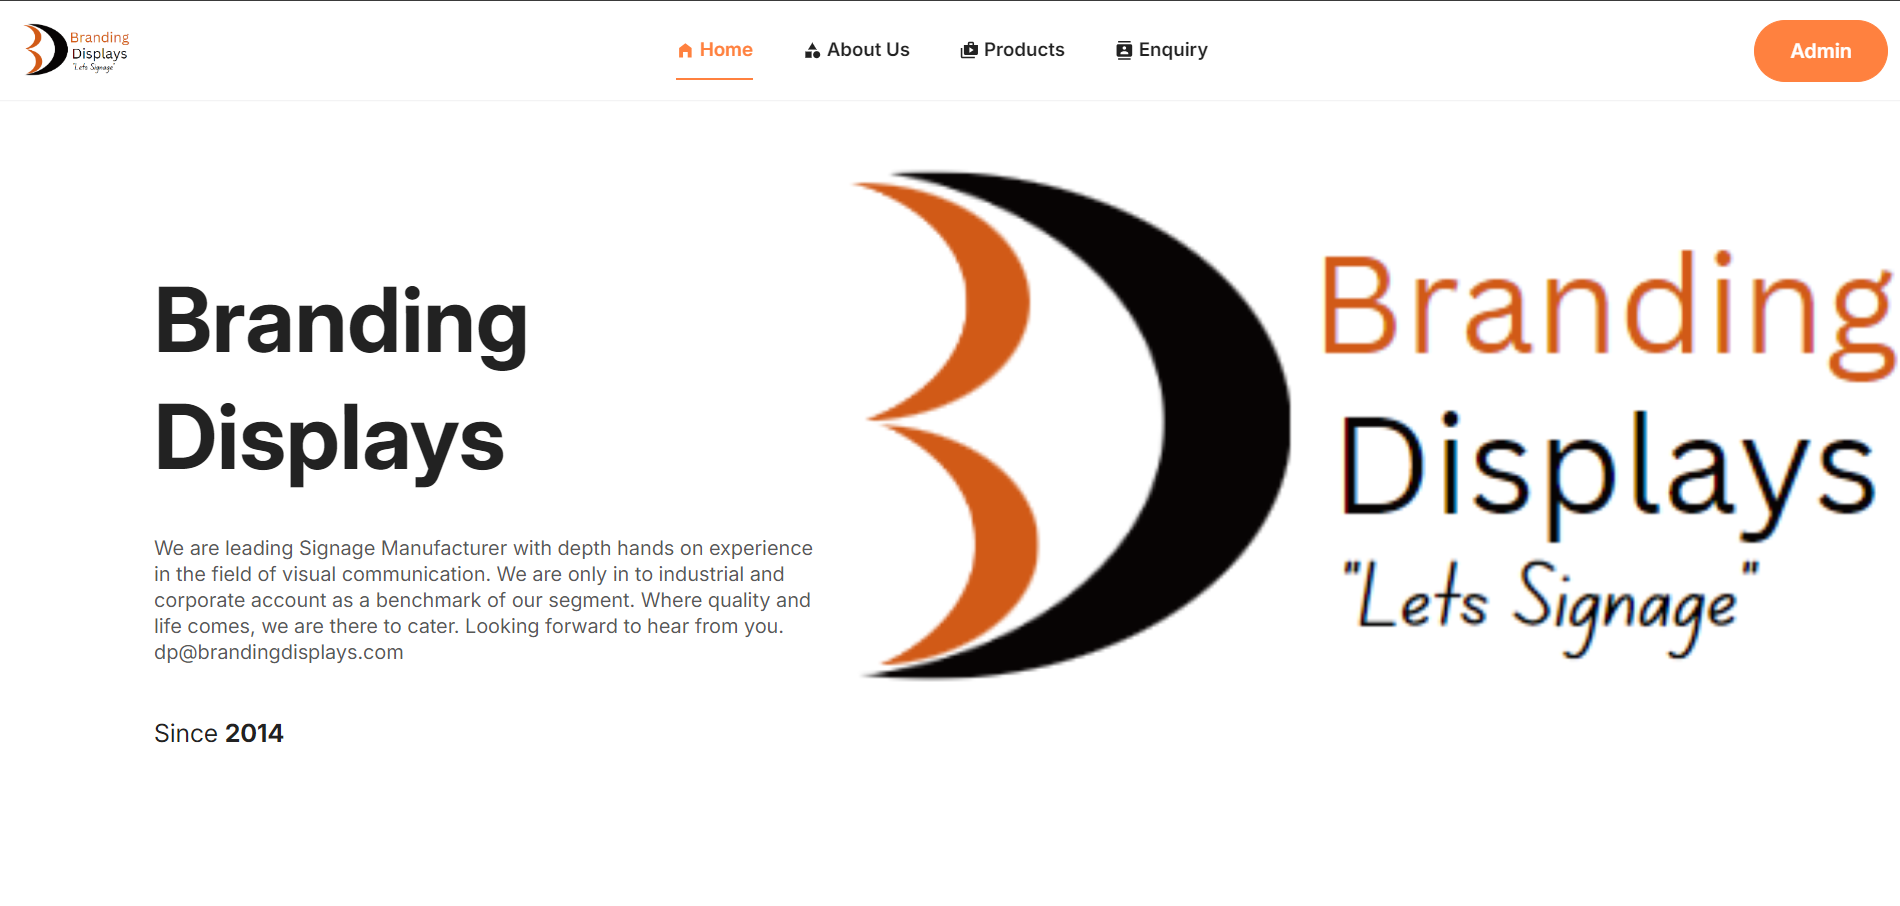 Branding
Displays
"Lets Signage"
Home
About Us
Products
Enquiry
Admin
Branding
Displays
We are leading Signage Manufacturer with depth hands on experience
in the field of visual communication. We are only in to industrial and
corporate account as a benchmark of our segment. Where quality and
life comes, we are there to cater. Looking forward to hear from you.
dp@brandingdisplays.com
Since 2014
Branding
Displays
"Lets Signage"